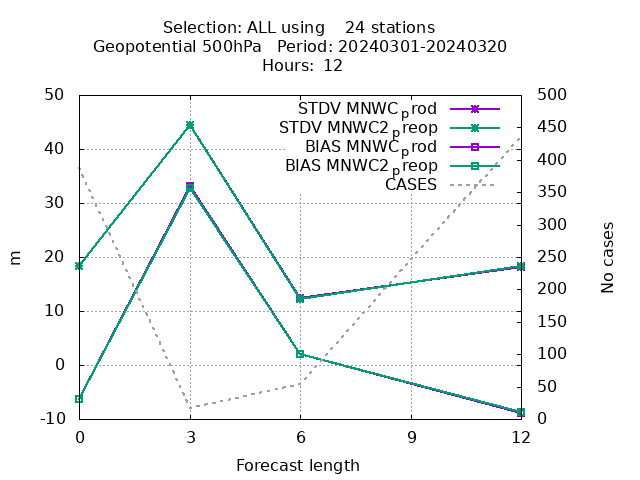 Selection: ALL using    24 stations
Geopotential 500hPa   Period: 20240301-20240320
Hours:  12
STDV MNWC_prod
STDV MNWC2_preop
BIAS MNWC_prod
BIAS MNWC2_preop
CASES
50
40
30
20
10
0
-10
m
500
450
400
350
300
250
200
150
100
50
0
No cases
0 3 6 9 12
Forecast length